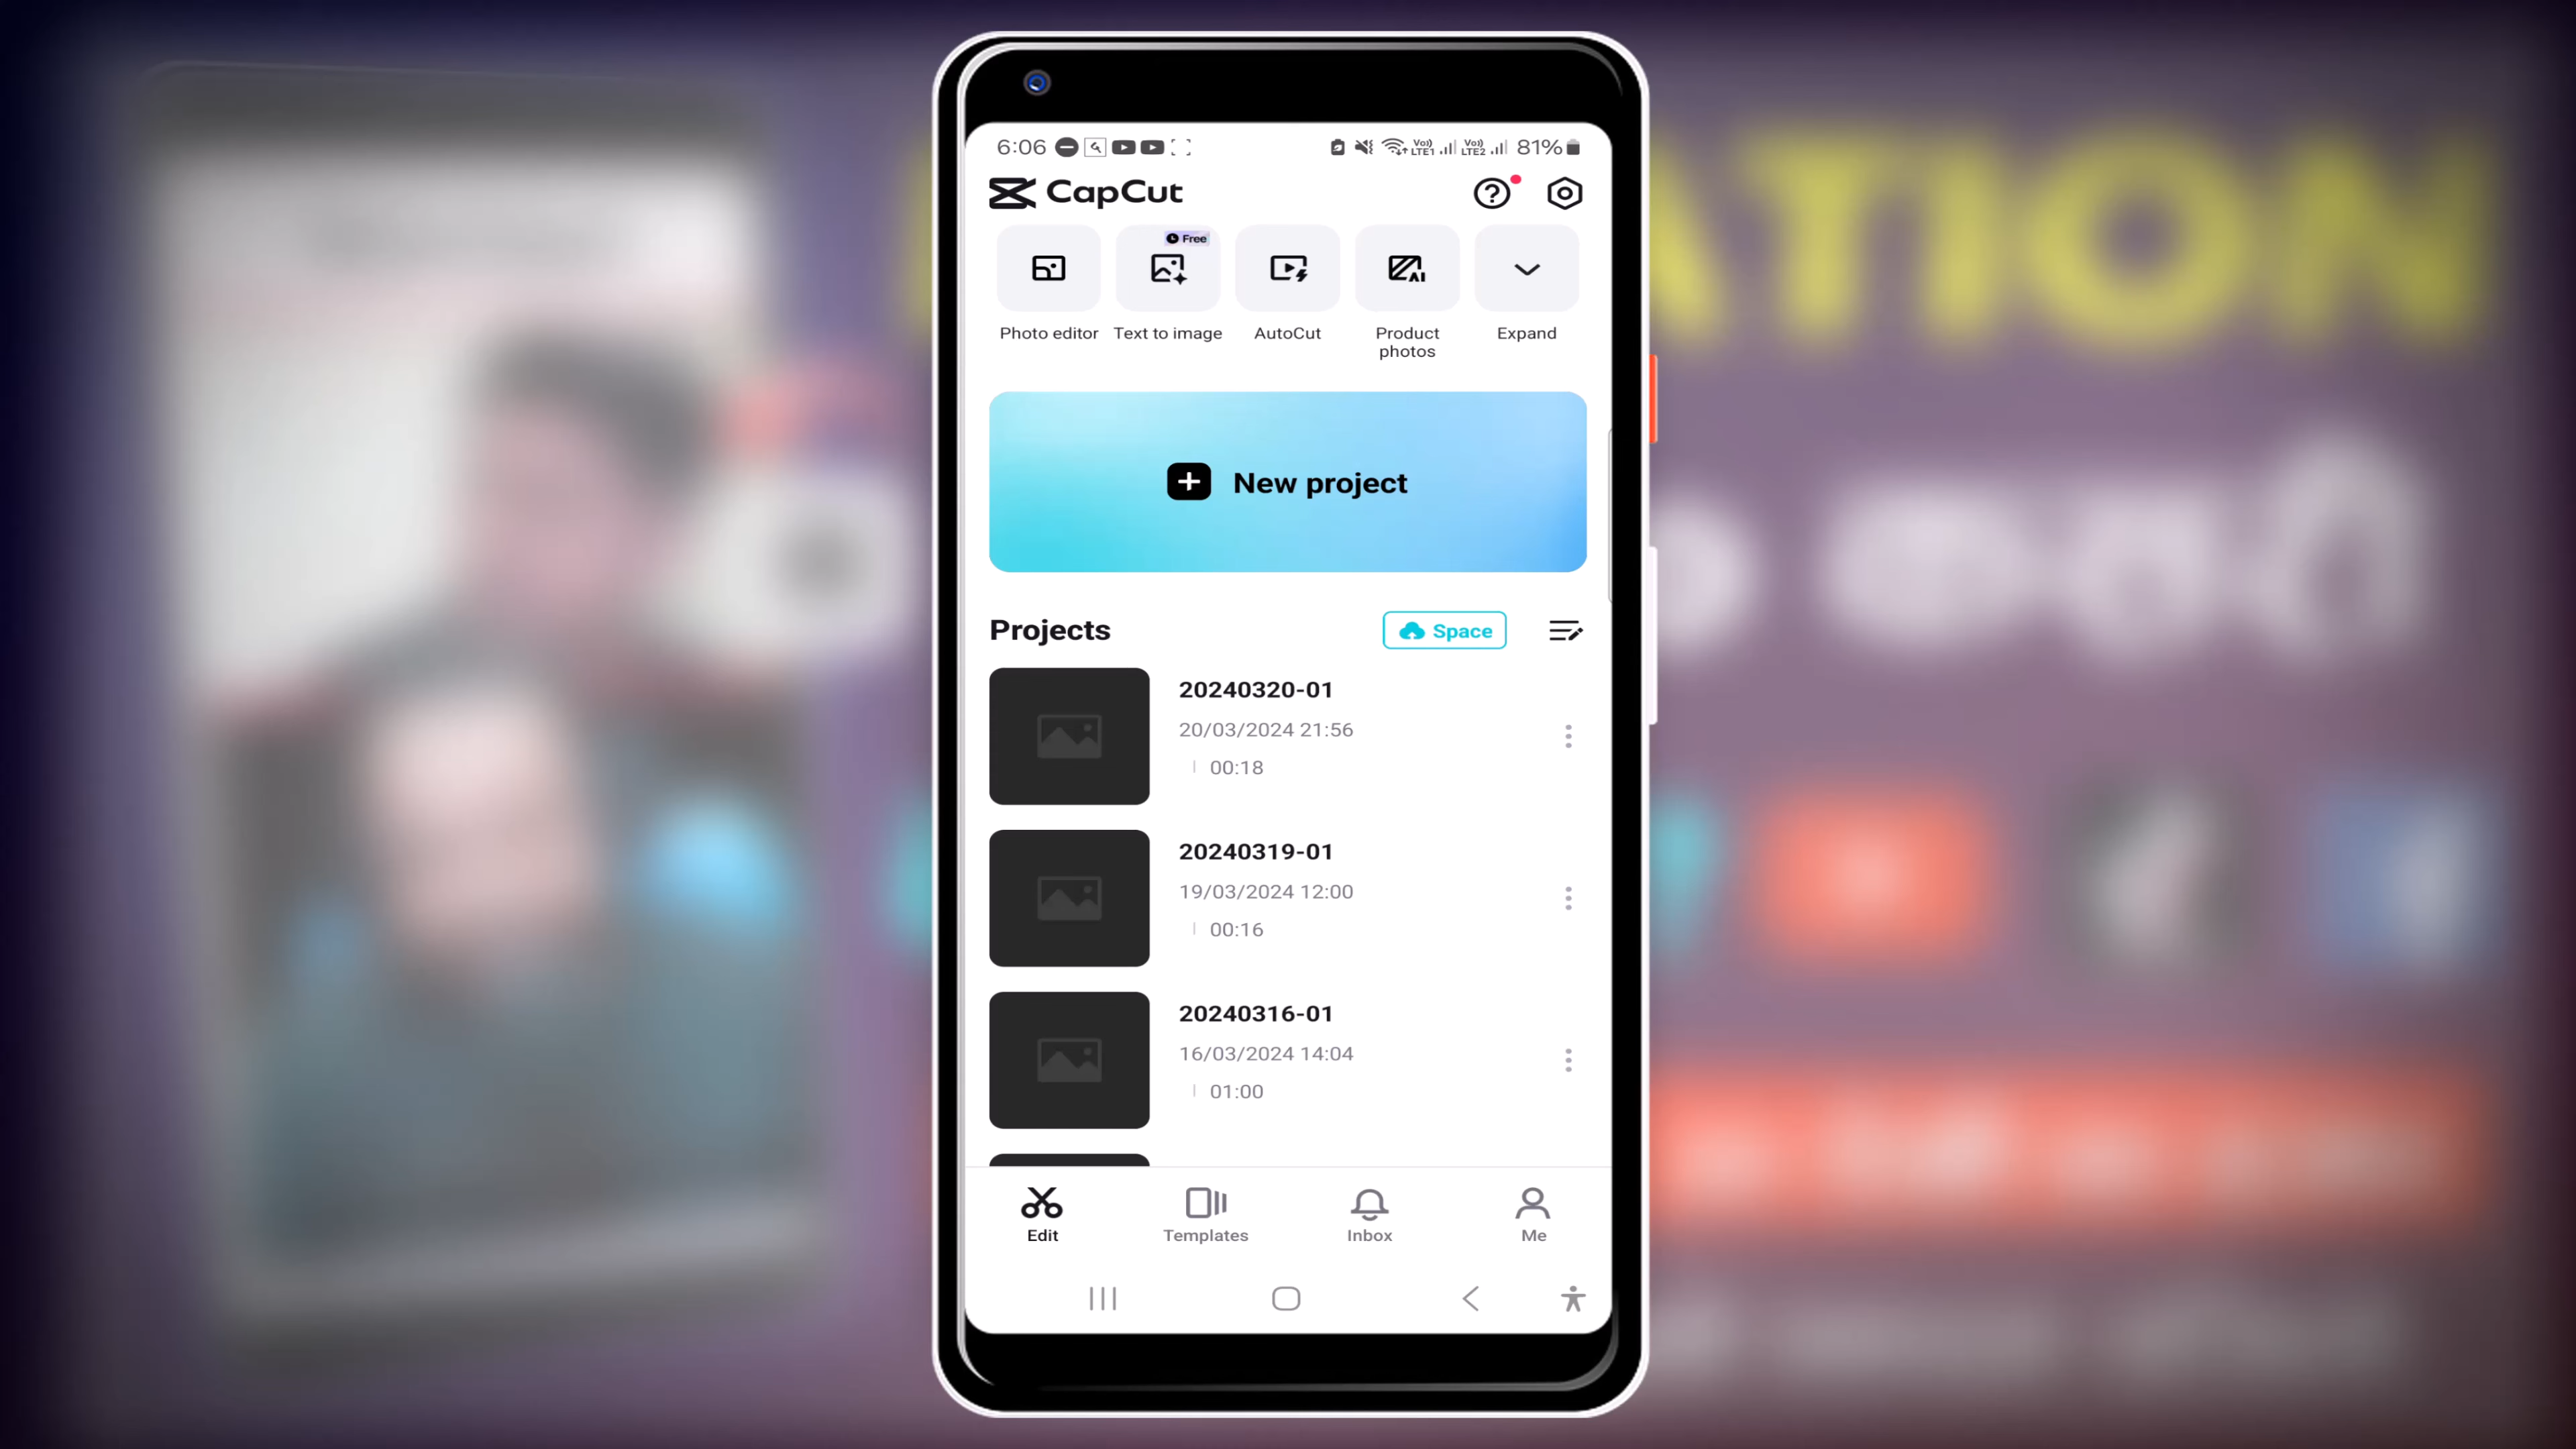 6:06 81%
CapCut
Free
Photo editor Text to image AutoCut Product photos Expand
New project
Projects Space
20240320-01
20/03/2024 21:56
00:18
20240319-01
19/03/2024 12:00
00:16
20240316-01
16/03/2024 14:04
01:00
Edit Templates Inbox Me